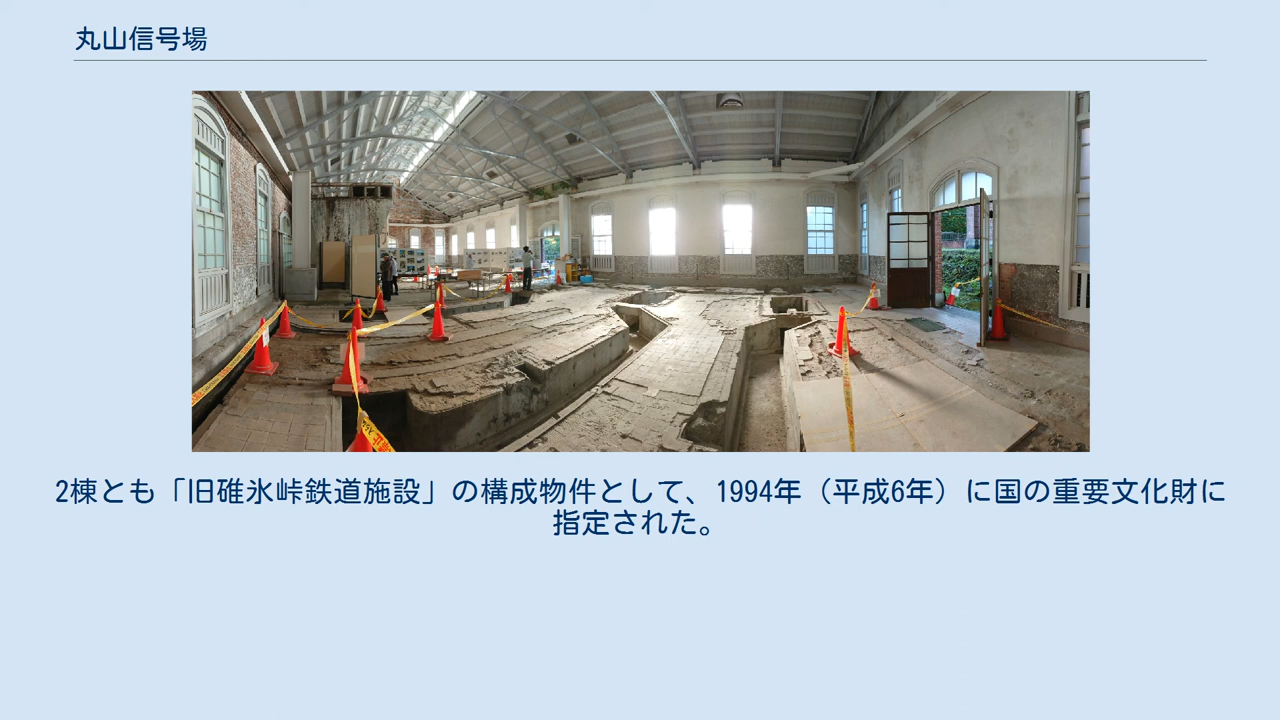 丸山信号場
2棟とも「旧碓氷峠鉄道施設」の構成物件として、1994年（平成6年）に国の重要文化財に
指定された。